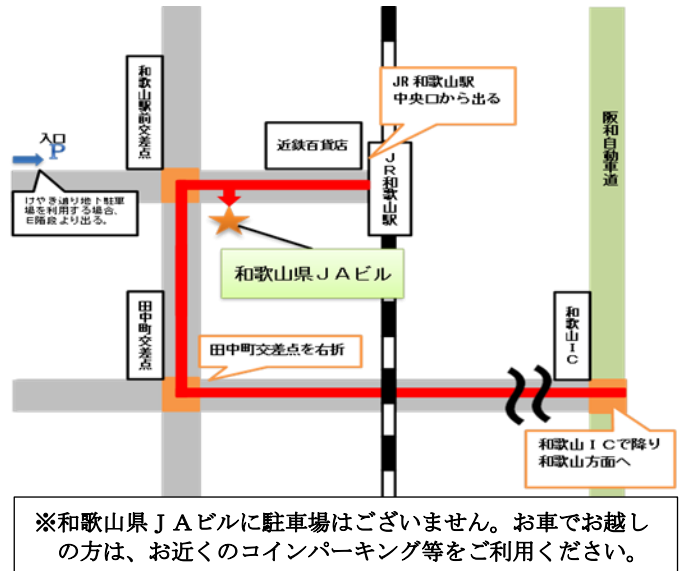 和歌山駅前交差点
JR 和歌山駅
中央口から出る
阪和自動車道
入口
P
近鉄百貨店
JR和歌山駅
けやき通り地下駐車
場を利用する場合、
E階段より出る。
和歌山県ＪＡビル
田中町交差点
和歌山IC
田中町交差点を右折
和歌山ＩＣで降り
和歌山方面へ
※和歌山県ＪＡビルに駐車場はございません。お車でお越し
の方は、お近くのコインパーキング等をご利用ください。